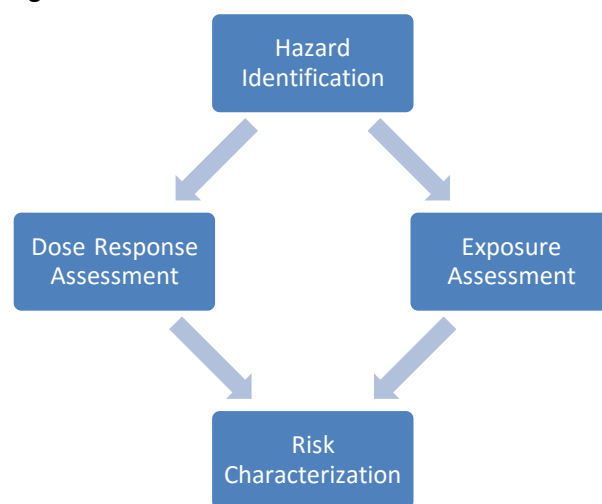 Hazard
Identification
Dose Response
Assessment
Exposure
Assessment
Risk
Characterization